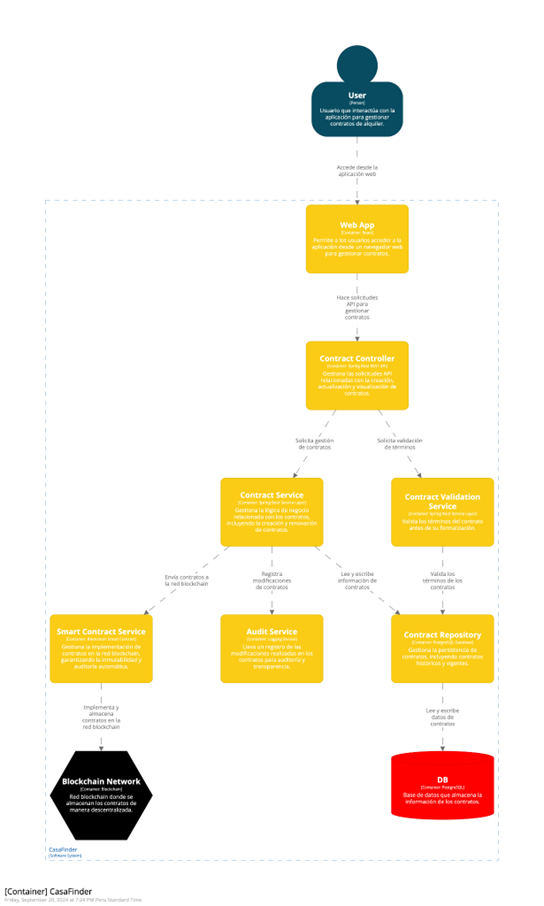 User
[Person]
Usuario que interactúa con la
aplicación para gestionar
contratos de alquiler.
Accede desde la
aplicación web
Web App
[Container: React]
Permite a los usuarios acceder a la
aplicación desde un navegador web
para gestionar contratos.
Hace solicitudes
API para
gestionar
contratos
Contract Controller
[Container: Spring Boot REST API]
Gestiona las solicitudes API
relacionadas con la creación,
actualización y visualización de
contratos.
Solicita gestión
de contratos
Solicita validación
de términos
Contract Service
[Container: Spring Boot Service Layer]
Gestiona la lógica de negocio
relacionada con los contratos,
incluyendo la creación y renovación
de contratos.
Contract Validation
Service
[Container: Spring Boot Service Layer]
Valida los términos del contrato
antes de su formalización.
Envía contratos a
la red blockchain
Registra
modificaciones
de contratos
Lee y escribe
información de
contratos
Valida los
términos de los
contratos
Smart Contract Service
[Container: Blockchain Smart Contract]
Gestiona la implementación de
contratos en la red blockchain,
garantizando la inmutabilidad y
auditoría automática.
Audit Service
[Container: Logging Service]
Lleva un registro de las
modificaciones realizadas en los
contratos para auditoría y
transparencia.
Contract Repository
[Container: PostgreSQL Database]
Gestiona la persistencia de
contratos, incluyendo contratos
históricos y vigentes.
Implementa y
almacena
contratos en la
red blockchain
Lee y escribe
datos de
contratos
Blockchain Network
[Container: Blockchain]
Red blockchain donde se
almacenan los contratos de
manera descentralizada.
DB
[Container: PostgreSQL]
Base de datos que almacena la
información de los contratos.
CasaFinder
[Software System]
[Container] CasaFinder
Friday, September 20, 2024 at 7:24 PM Peru Standard Time